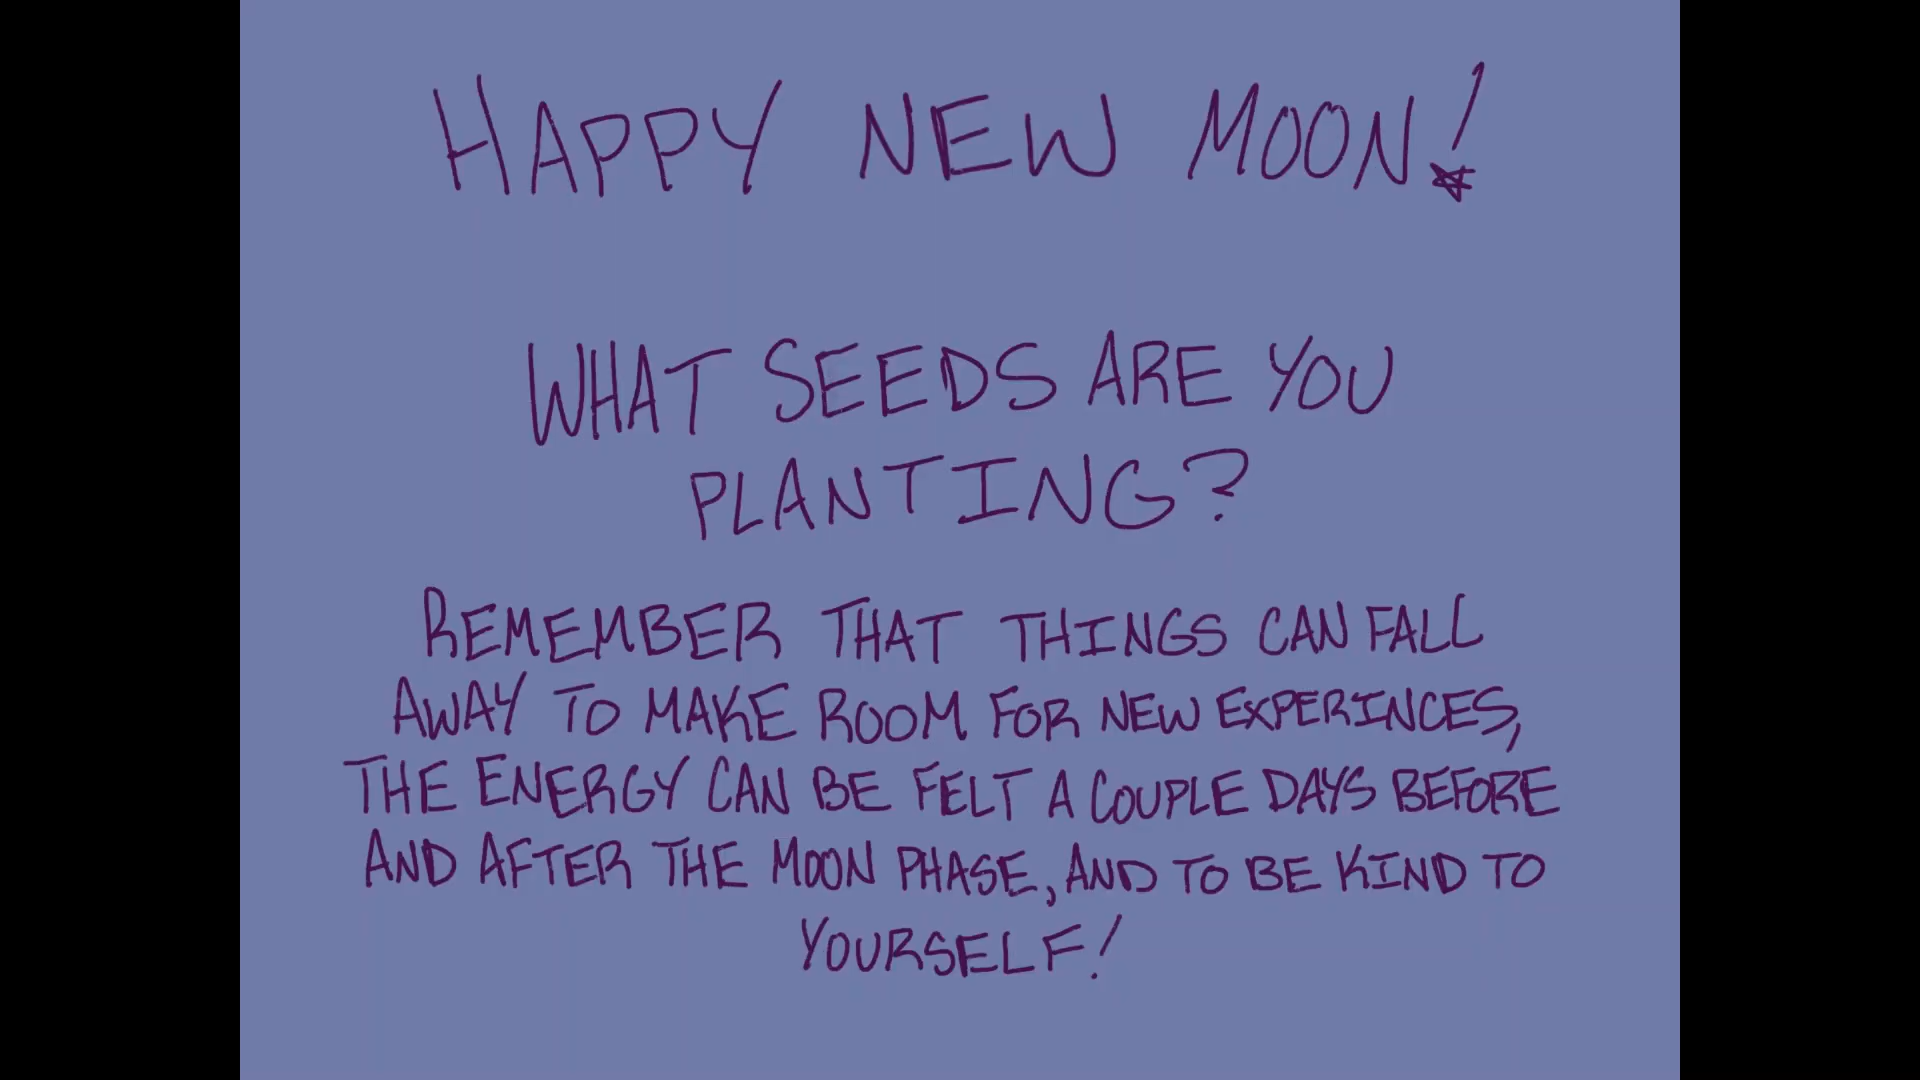 HAPPY NEW MOON!
WHAT SEEDS ARE YOU
PLANTING?
REMEMBER THAT THINGS CAN FALL
AWAY TO MAKE ROOM FOR NEW EXPERINCES,
THE ENERGY CAN BE FELT A COUPLE DAYS BEFORE
AND AFTER THE MOON PHASE, AND TO BE KIND TO
YOURSELF!